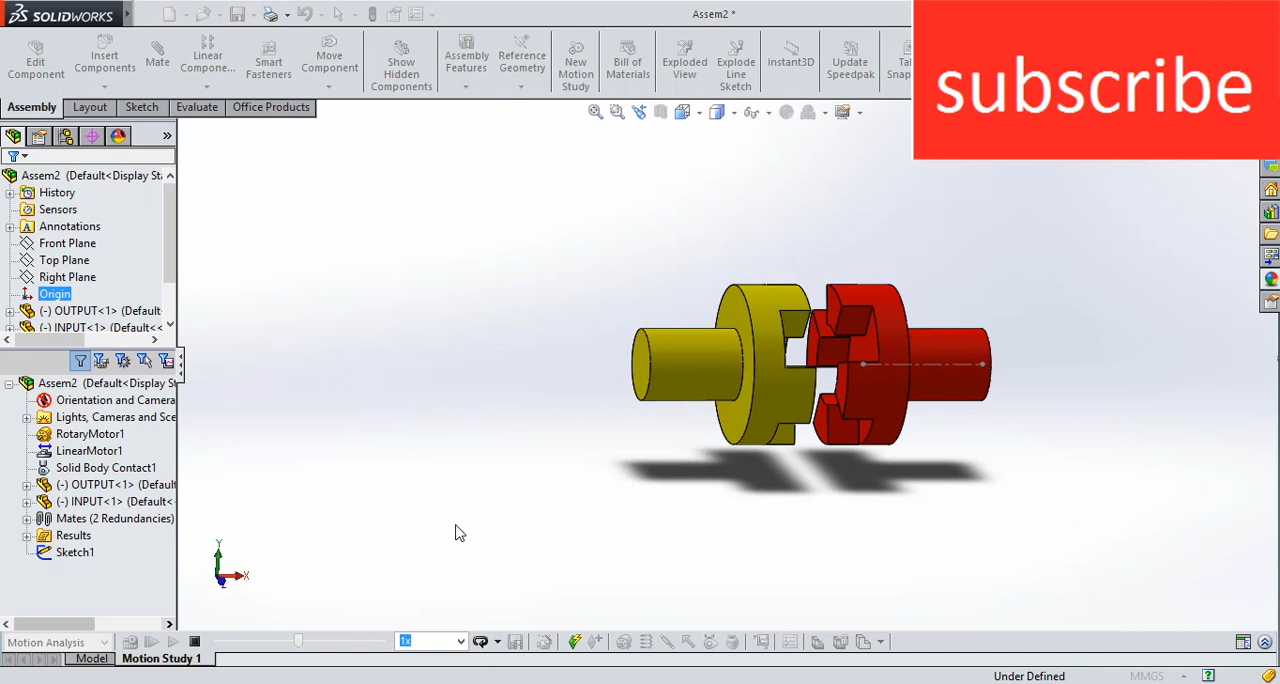 SOLIDWORKS
Assem2 *
subscribe
Edit Component
Insert Components
Mate
Linear Compone...
Smart Fasteners
Move Component
Show Hidden Components
Assembly Features
Reference Geometry
New Motion Study
Bill of Materials
Exploded View
Explode Line Sketch
Instant3D
Update Speedpak
Assembly
Layout
Sketch
Evaluate
Office Products
Assem2 (Default<Display Sta
History
Sensors
A Annotations
Front Plane
Top Plane
Right Plane
Origin
(-) OUTPUT<1> (Default
(-) INPUT<1> (Default<<
Assem2 (Default<Display S
Orientation and Camera
Lights, Cameras and Sce
RotaryMotor1
LinearMotor1
Solid Body Contact1
(-) OUTPUT<1> (Default
(-) INPUT<1> (Default<
Mates (2 Redundancies)
Results
Sketch1
Y
X
Z
Motion Analysis
1x
Model
Motion Study 1
Under Defined
MMGS
?